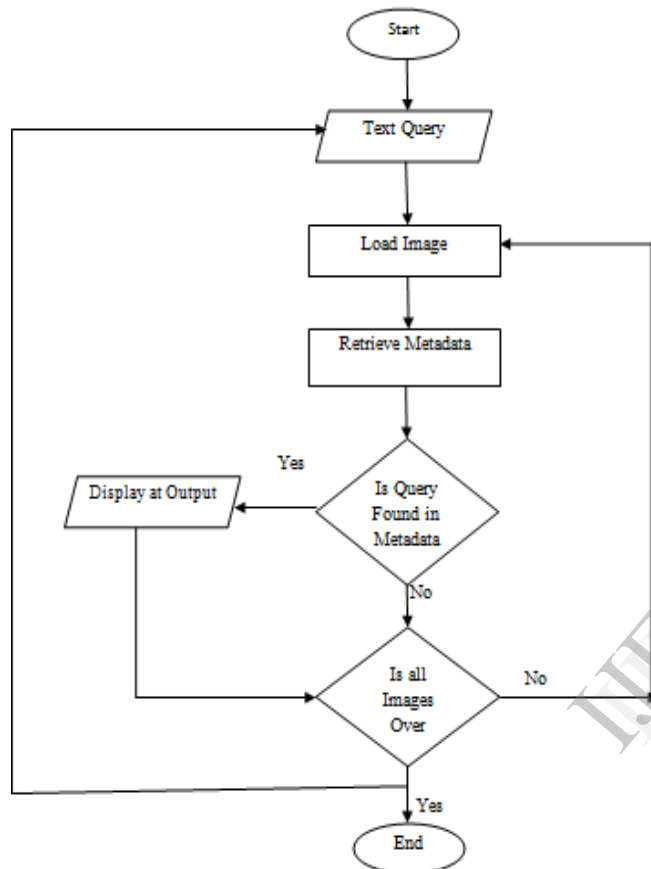 Start
Text Query
Load Image
Retrieve Metadata
Yes
Display at Output
Is Query
Found in
Metadata
No
Is all
Images
Over
No
Yes
End